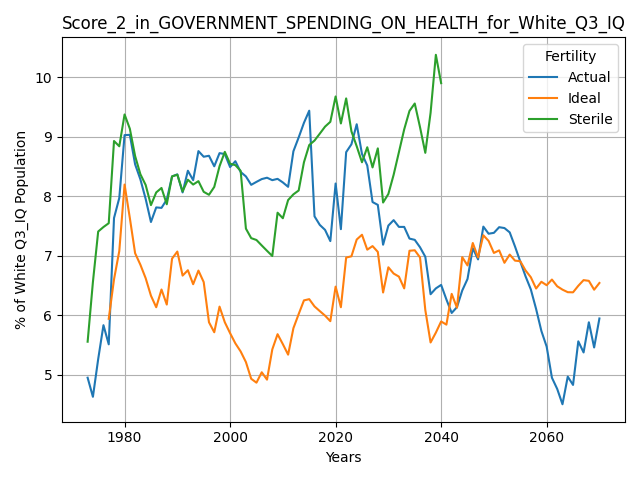 Score_2_in_GOVERNMENT_SPENDING_ON_HEALTH_for_White_Q3_IQ
Fertility
Actual
Ideal
Sterile
% of White Q3_IQ Population
10
9
8
7
6
5
1980
2000
2020
2040
2060
Years